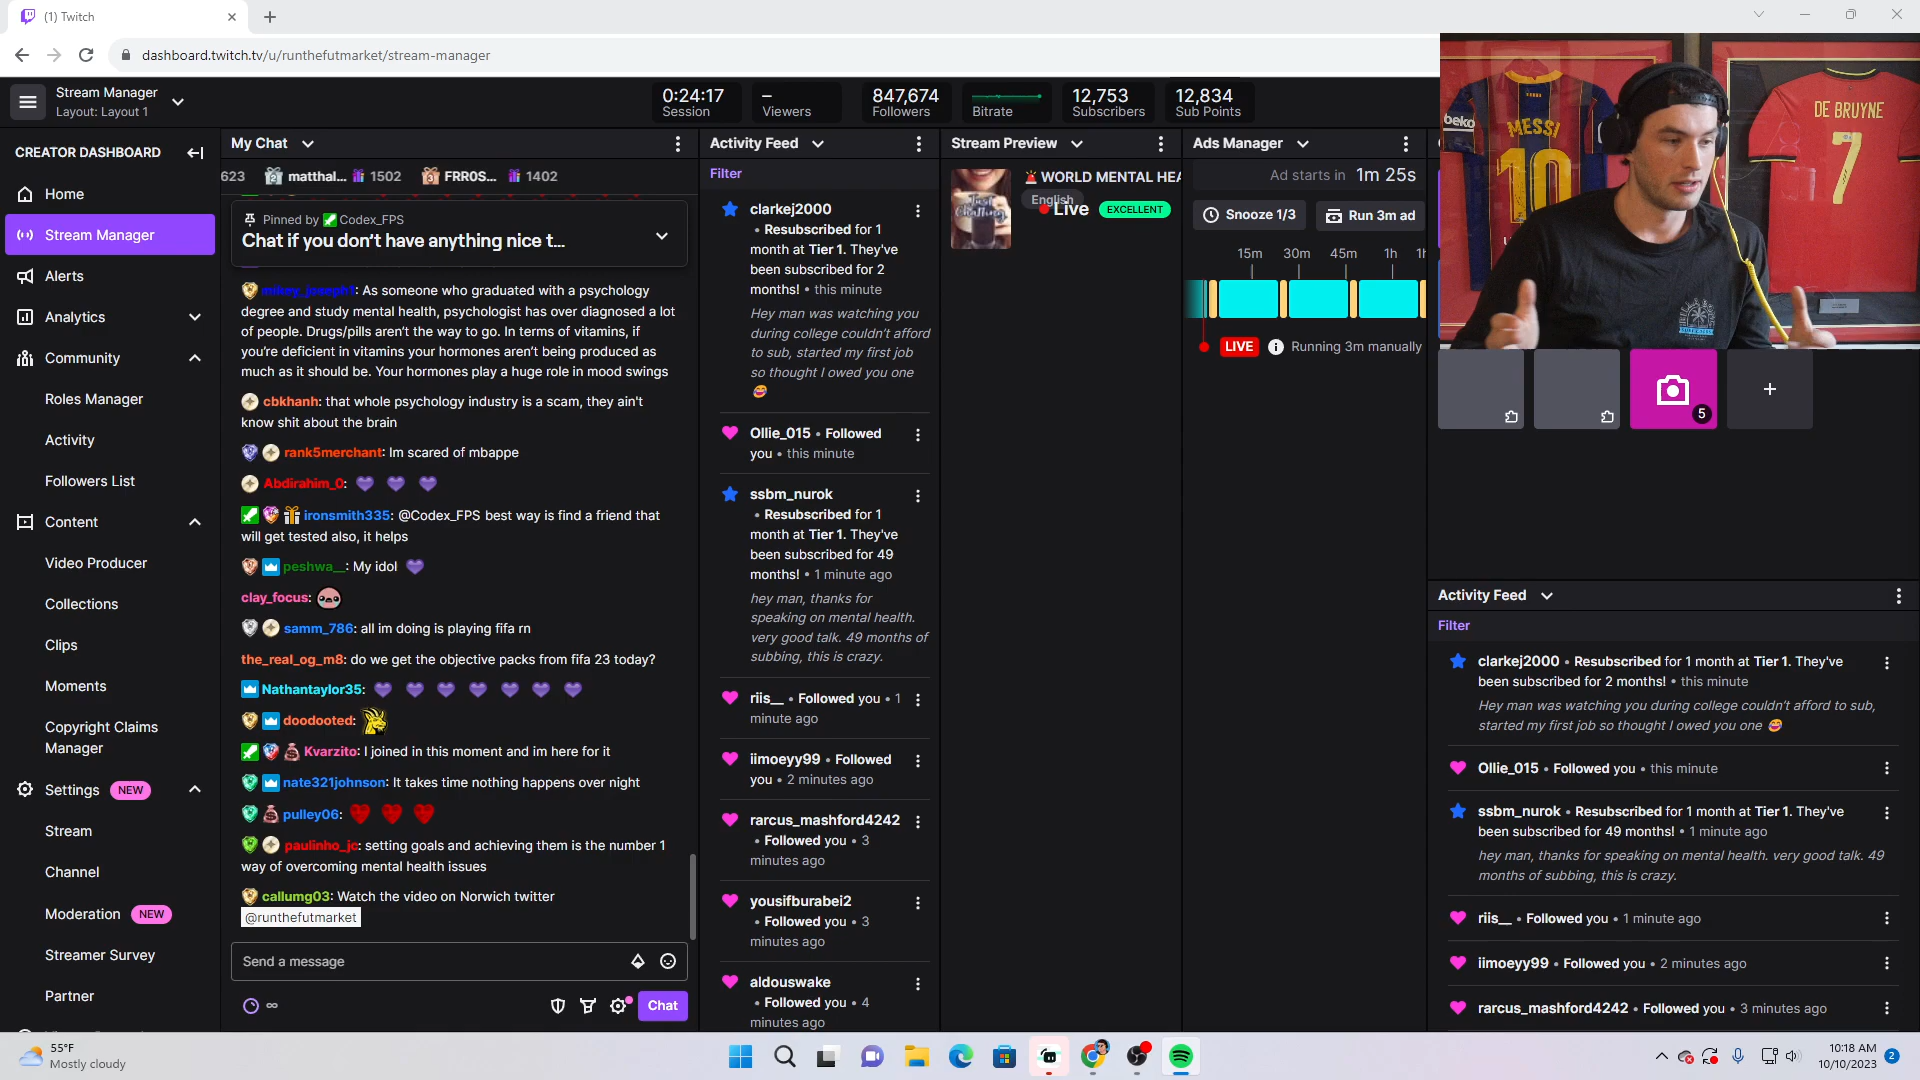 (1) Twitch
dashboard.twitch.tv/u/runthefutmarket/stream-manager
Stream Manager
Layout: Layout 1
0:24:17
Session
–
Viewers
847,674
Followers
Bitrate
12,753
Subscribers
12,834
Sub Points
CREATOR DASHBOARD
Home
Stream Manager
Alerts
Analytics
Community
Roles Manager
Activity
Followers List
Content
Video Producer
Collections
Clips
Moments
Copyright Claims
Manager
Settings NEW
Stream
Channel
Moderation NEW
Streamer Survey
Partner
My Chat
623 matthal... 1502 FRR0S... 1402
Pinned by Codex_FPS
Chat if you don't have anything nice t...
mikey_joseph1: As someone who graduated with a psychology
degree and study mental health, psychologist has over diagnosed a lot
of people. Drugs/pills aren't the way to go. In terms of vitamins, if
you're deficient in vitamins your hormones aren't being produced as
much as it should be. Your hormones play a huge role in mood swings
cbkhanh: that whole psychology industry is a scam, they ain't
know shit about the brain
rank5merchant: Im scared of mbappe
Abdirahim_0:
ironsmith335: @Codex_FPS best way is find a friend that
will get tested also, it helps
peshwa__: My idol
clay_focus:
samm_786: all im doing is playing fifa rn
the_real_og_m8: do we get the objective packs from fifa 23 today?
Nathantaylor35:
doodooted:
Kvarzito: I joined in this moment and im here for it
nate321johnson: It takes time nothing happens over night
pulley06:
paulinho_jc: setting goals and achieving them is the number 1
way of overcoming mental health issues
callumg03: Watch the video on Norwich twitter
@runthefutmarket
Send a message
Chat
Activity Feed
Filter
clarkej2000
• Resubscribed for 1
month at Tier 1. They've
been subscribed for 2
months! • this minute
Hey man was watching you
during college couldn't afford
to sub, started my first job
so thought I owed you one
Ollie_015 • Followed
you • this minute
ssbm_nurok
• Resubscribed for 1
month at Tier 1. They've
been subscribed for 49
months! • 1 minute ago
hey man, thanks for
speaking on mental health.
very good talk. 49 months of
subbing, this is crazy.
riis__ • Followed you • 1
minute ago
iimoeyy99 • Followed
you • 2 minutes ago
rarcus_mashford4242
• Followed you • 3
minutes ago
yousifburabei2
• Followed you • 3
minutes ago
aldouswake
• Followed you • 4
minutes ago
Stream Preview
WORLD MENTAL HEA
English
Live EXCELLENT
Just
Chatting
Ads Manager
Ad starts in 1m 25s
Snooze 1/3
Run 3m ad
15m 30m 45m 1h 1h
LIVE Running 3m manually
beko
MESSI
10
DE BRUYNE
7
5
+
Activity Feed
Filter
clarkej2000 • Resubscribed for 1 month at Tier 1. They've
been subscribed for 2 months! • this minute
Hey man was watching you during college couldn't afford to sub,
started my first job so thought I owed you one
Ollie_015 • Followed you • this minute
ssbm_nurok • Resubscribed for 1 month at Tier 1. They've
been subscribed for 49 months! • 1 minute ago
hey man, thanks for speaking on mental health. very good talk. 49
months of subbing, this is crazy.
riis__ • Followed you • 1 minute ago
iimoeyy99 • Followed you • 2 minutes ago
rarcus_mashford4242 • Followed you • 3 minutes ago
55°F
Mostly cloudy
10:18 AM
10/10/2023
2